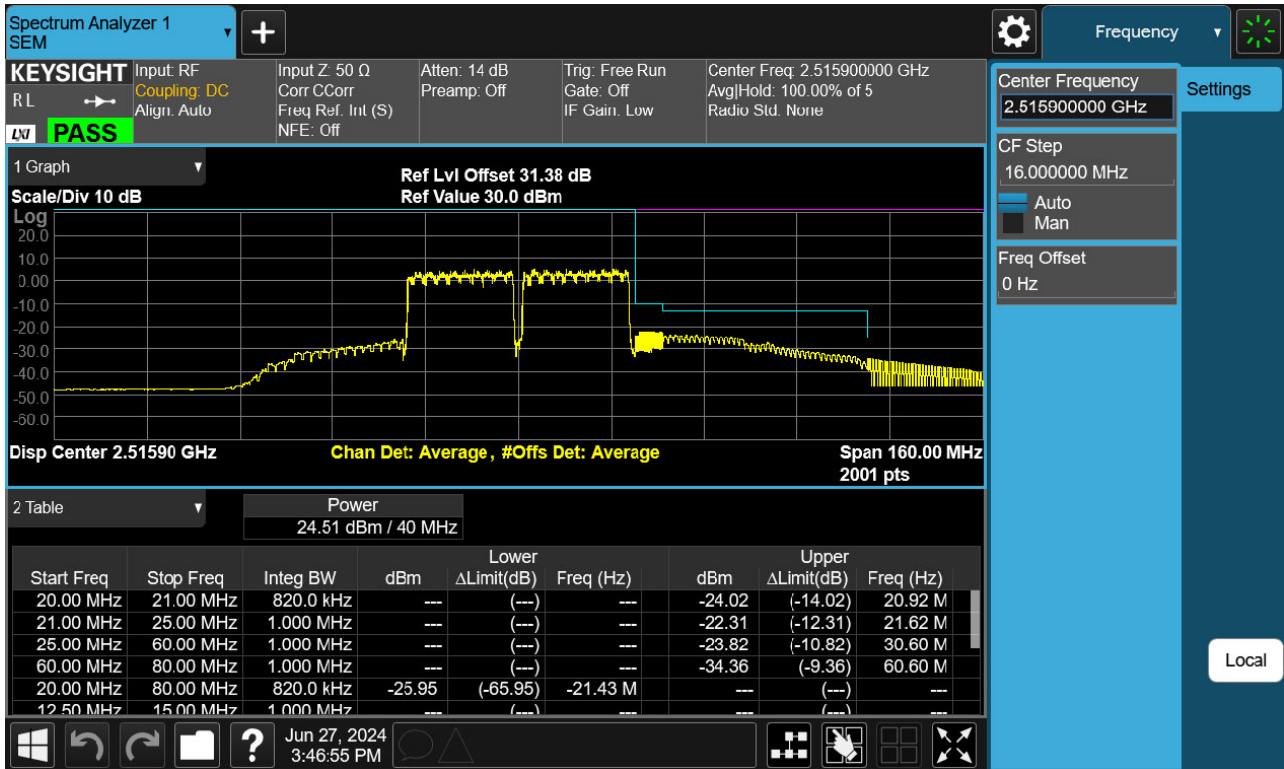 Spectrum Analyzer 1
SEM
+
Frequency
KEYSIGHT
R L
LXI
PASS
Input: RF
Coupling: DC
Align: Auto
Input Z: 50 Ω
Corr CCorr
Freq Ref: Int (S)
NFE: Off
Atten: 14 dB
Preamp: Off
Trig: Free Run
Gate: Off
IF Gain: Low
Center Freq: 2.515900000 GHz
Avg|Hold: 100.00% of 5
Radio Std: None
Center Frequency
2.515900000 GHz
Settings
CF Step
16.000000 MHz
Auto
Man
Freq Offset
0 Hz
Local
1 Graph
Scale/Div 10 dB
Ref Lvl Offset 31.38 dB
Ref Value 30.0 dBm
Log
20.0
10.0
0.00
-10.0
-20.0
-30.0
-40.0
-50.0
-60.0
Disp Center 2.51590 GHz Chan Det: Average , #Offs Det: Average Span 160.00 MHz
2001 pts
2 Table
Power
24.51 dBm / 40 MHz
Lower Upper
Start Freq Stop Freq Integ BW dBm ΔLimit(dB) Freq (Hz) dBm ΔLimit(dB) Freq (Hz)
20.00 MHz 21.00 MHz 820.0 kHz --- (---) --- -24.02 (-14.02) 20.92 M
21.00 MHz 25.00 MHz 1.000 MHz --- (---) --- -22.31 (-12.31) 21.62 M
25.00 MHz 60.00 MHz 1.000 MHz --- (---) --- -23.82 (-10.82) 30.60 M
60.00 MHz 80.00 MHz 1.000 MHz --- (---) --- -34.36 (-9.36) 60.60 M
20.00 MHz 80.00 MHz 820.0 kHz -25.95 (-65.95) -21.43 M --- (---) ---
12.50 MHz 15.00 MHz 1.000 MHz --- (---) --- --- (---) ---
?
Jun 27, 2024
3:46:55 PM